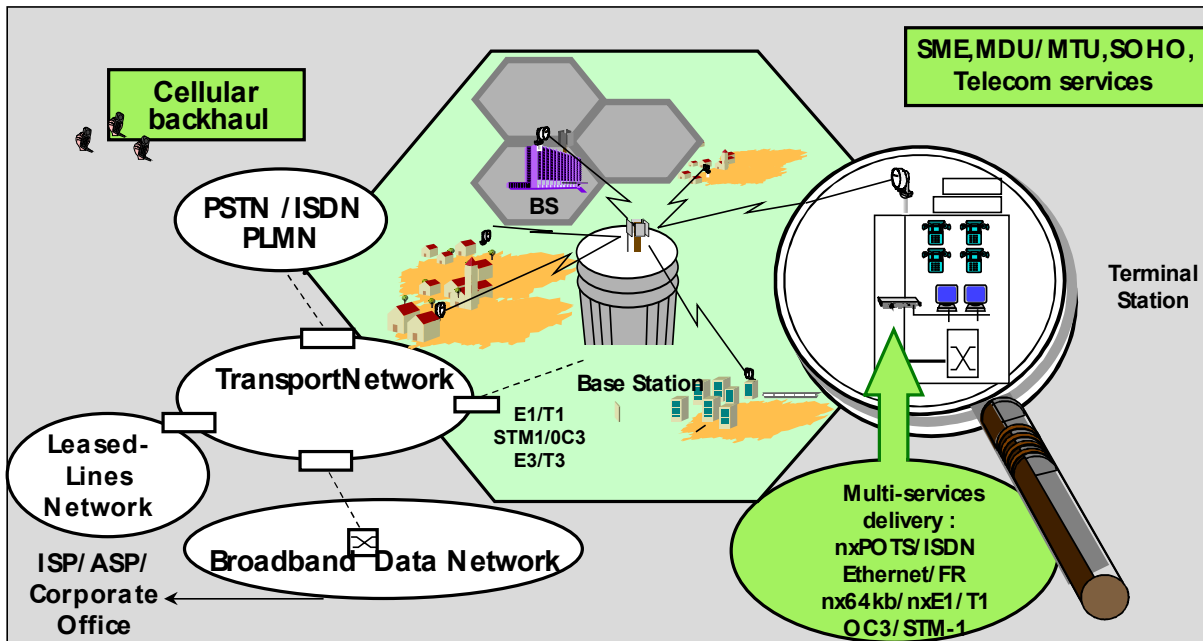 SME,MDU/MTU,SOHO,
Telecom services
Cellular
backhaul
BS
PSTN / ISDN
PLMN
Terminal
Station
TransportNetwork
Base Station
E1/T1
STM1/0C3
E3/T3
Leased-
Lines
Network
Multi-services
delivery :
nxPOTS/ISDN
Ethernet/FR
nx64kb/nxE1/T1
OC3/STM-1
Broadband Data Network
ISP/ASP/
Corporate
Office